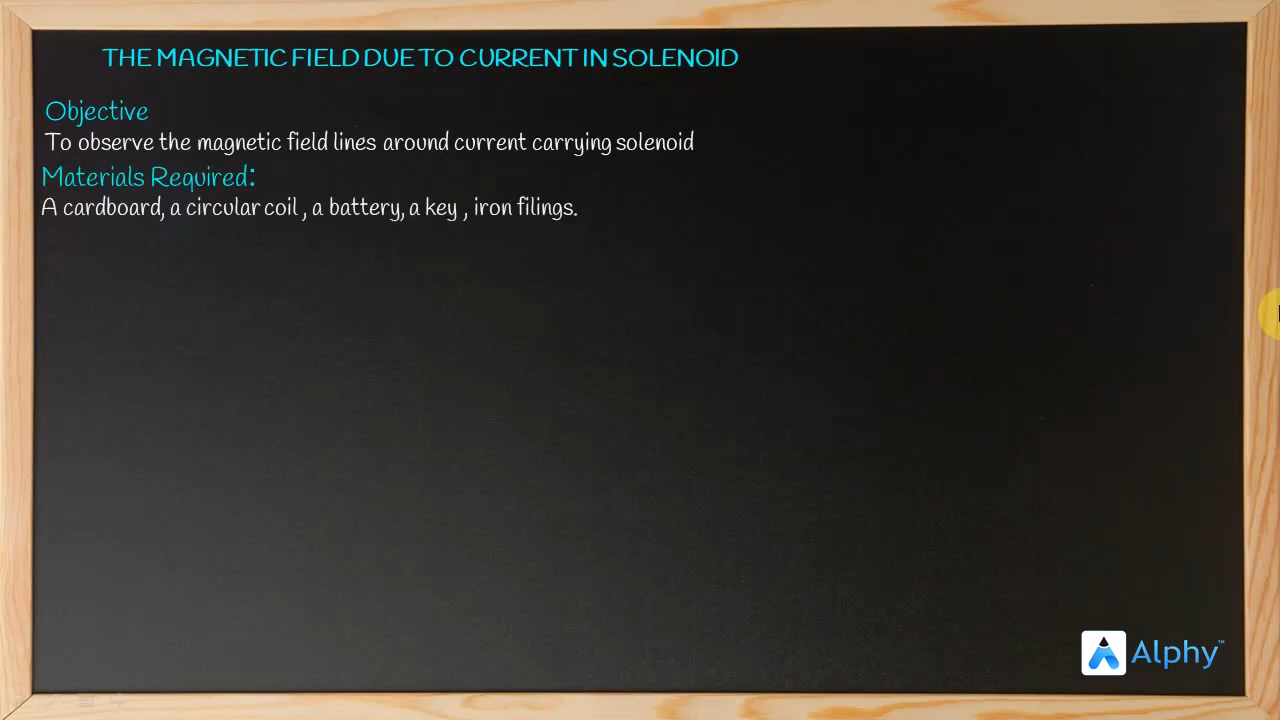 THE MAGNETIC FIELD DUE TO CURRENT IN SOLENOID
Objective
To observe the magnetic field lines around current carrying solenoid
Materials Required:
A cardboard, a circular coil , a battery, a key , iron filings.
Alphy™